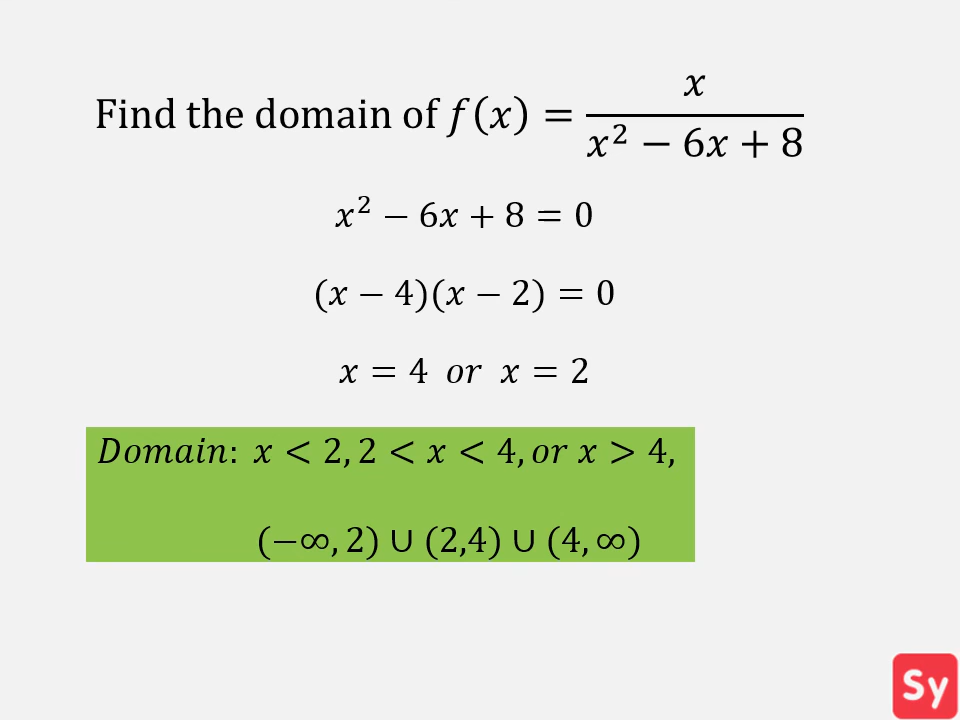 Find the domain of f(x) = x / (x² − 6x + 8)
x² − 6x + 8 = 0
(x − 4)(x − 2) = 0
x = 4 or x = 2
Domain: x < 2, 2 < x < 4, or x > 4,
(−∞, 2) ∪ (2,4) ∪ (4, ∞)
Sy